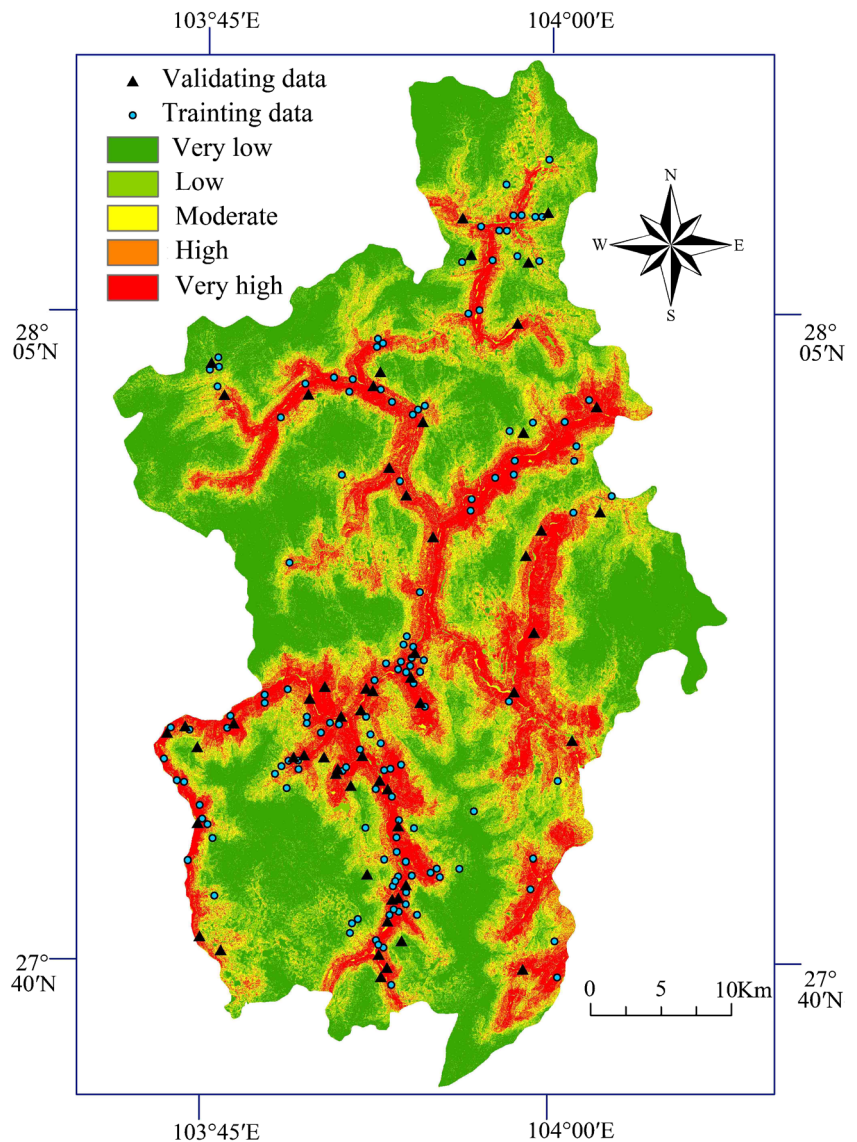 103°45′E 104°00′E
Validating data
Trainting data
Very low
Low
Moderate
High
Very high
N
W E
S
28°
05′N
28°
05′N
27°
40′N
27°
40′N
0 5 10Km
103°45′E 104°00′E